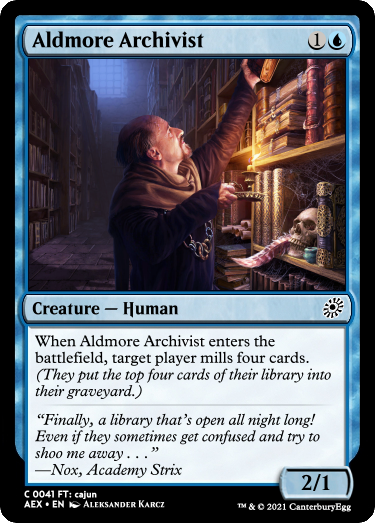 Aldmore Archivist 1
Creature — Human
When Aldmore Archivist enters the
battlefield, target player mills four cards.
(They put the top four cards of their library into
their graveyard.)
“Finally, a library that’s open all night long!
Even if they sometimes get confused and try to
shoo me away . . .”
—Nox, Academy Strix
2/1
C 0041 FT: cajun
AEX • EN Aleksander Karcz
™ & © 2021 CanterburyEgg